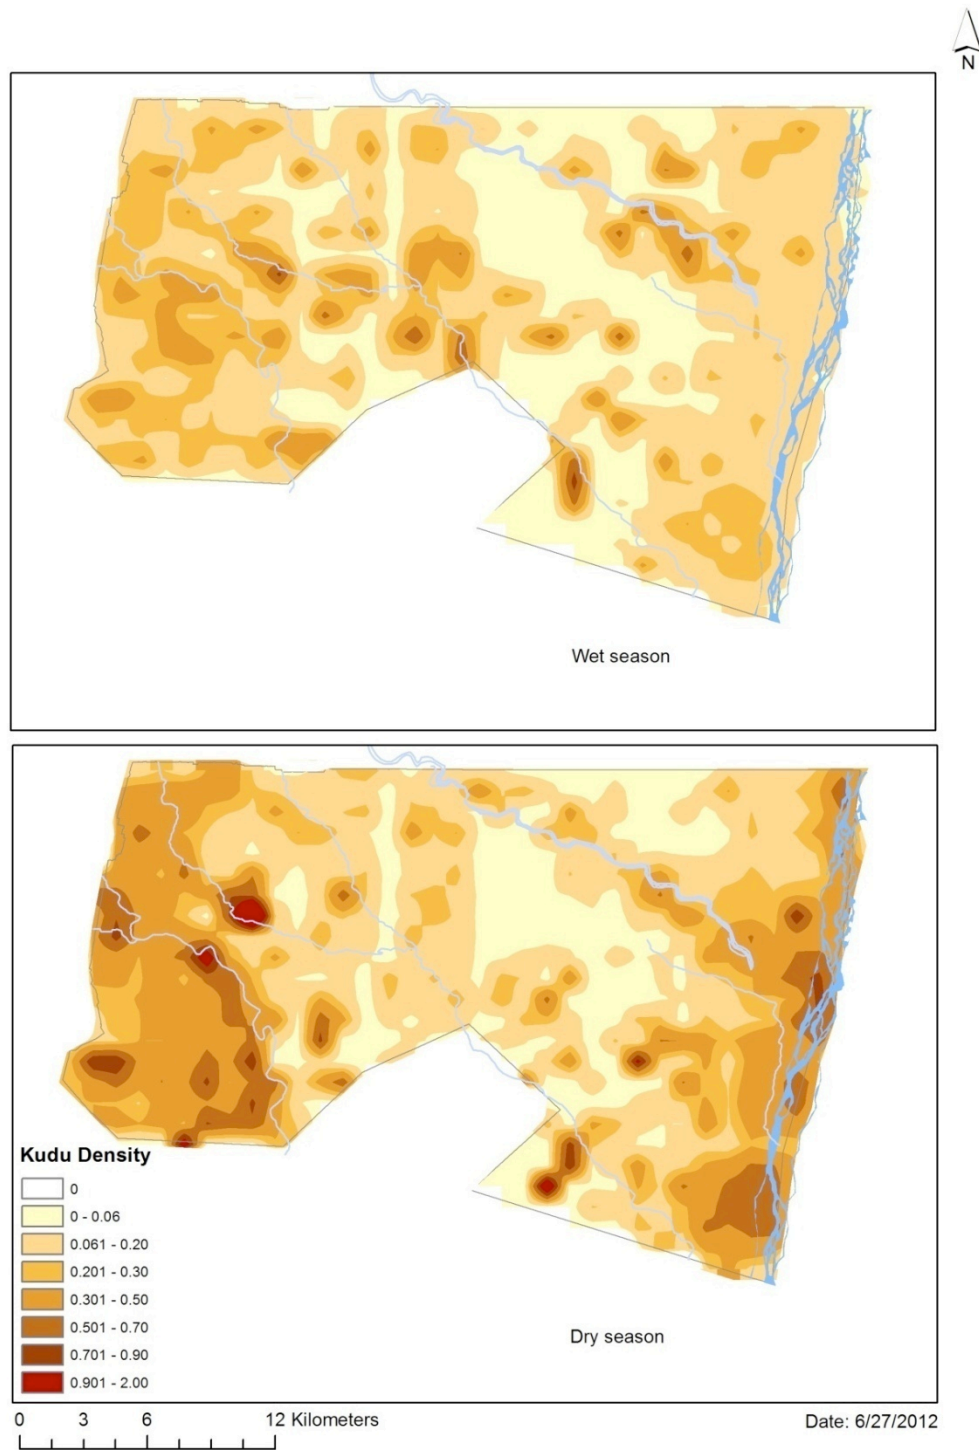 N
Wet season
Kudu Density
0
0 - 0.06
0.061 - 0.20
0.201 - 0.30
0.301 - 0.50
0.501 - 0.70
0.701 - 0.90
0.901 - 2.00
Dry season
0 3 6 12 Kilometers
Date: 6/27/2012